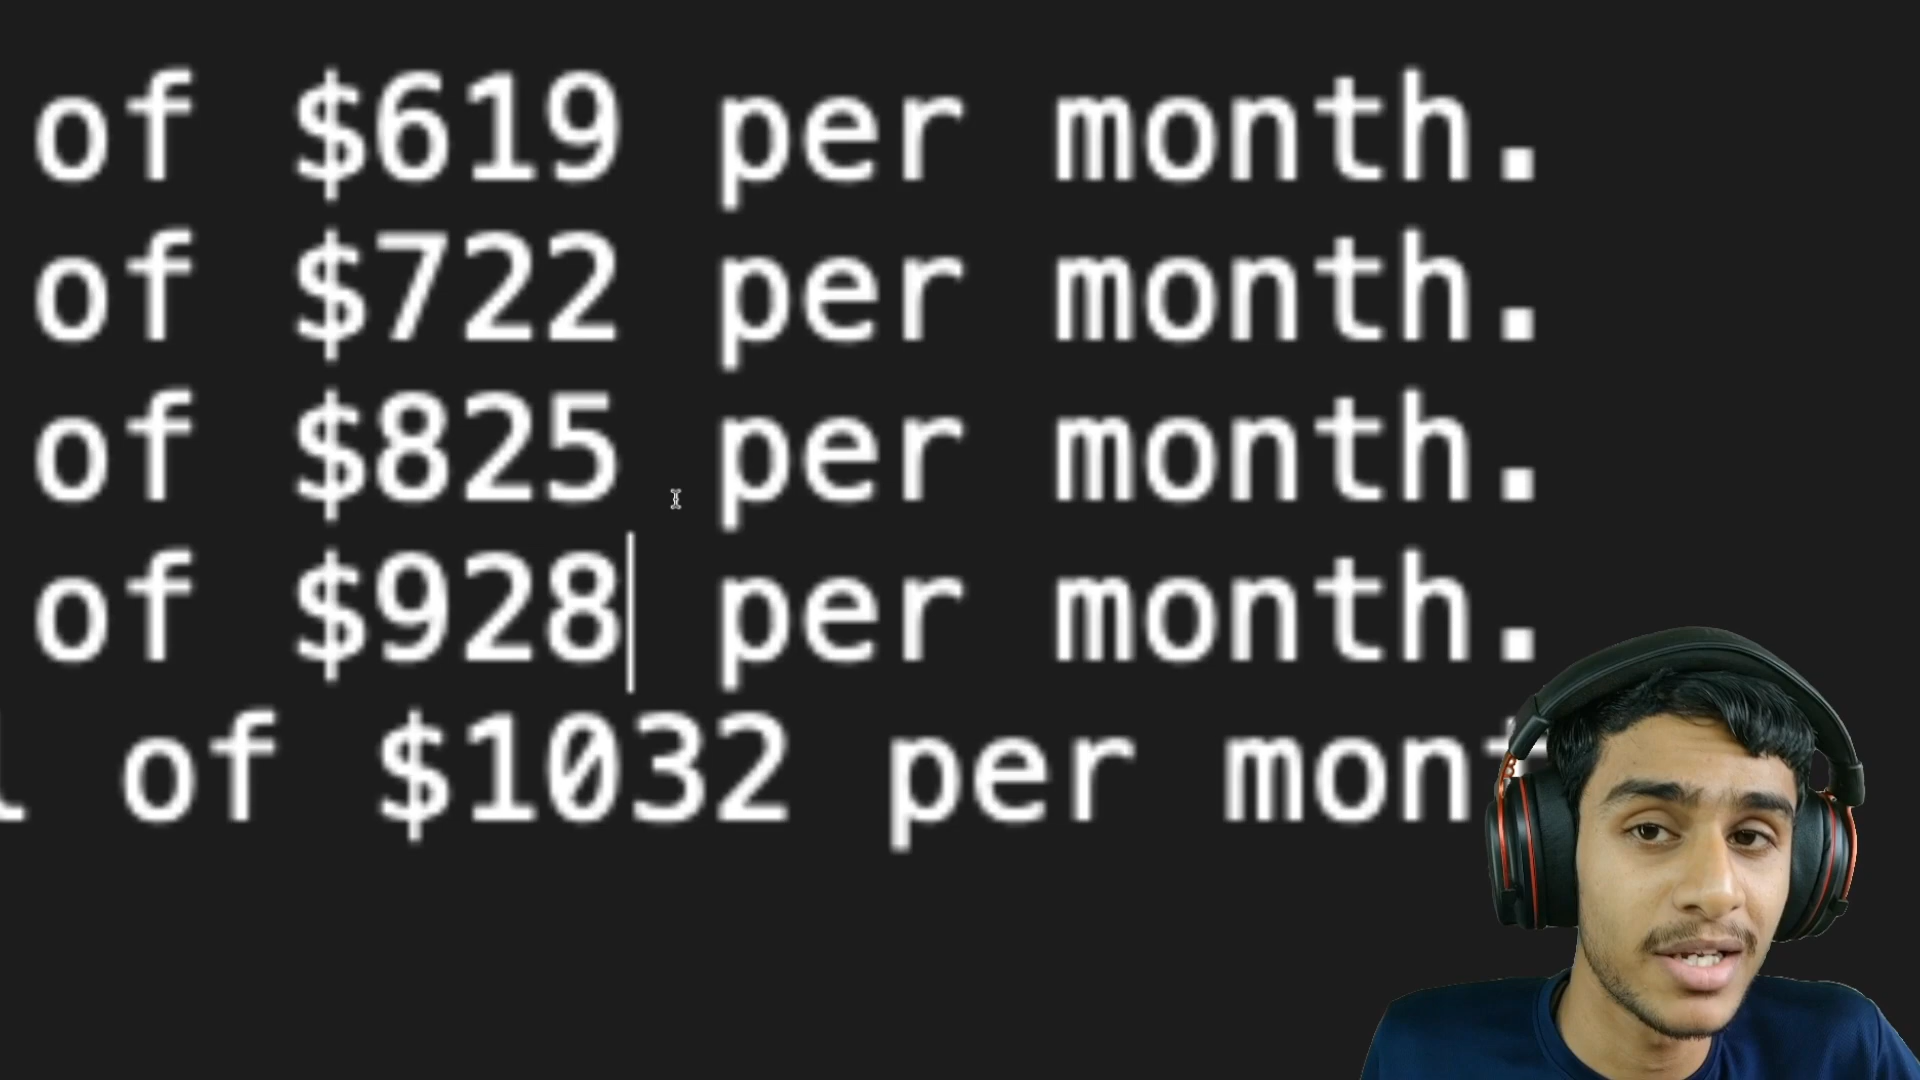 of $619 per month.
of $722 per month.
of $825 per month.
of $928 per month.
of $1032 per